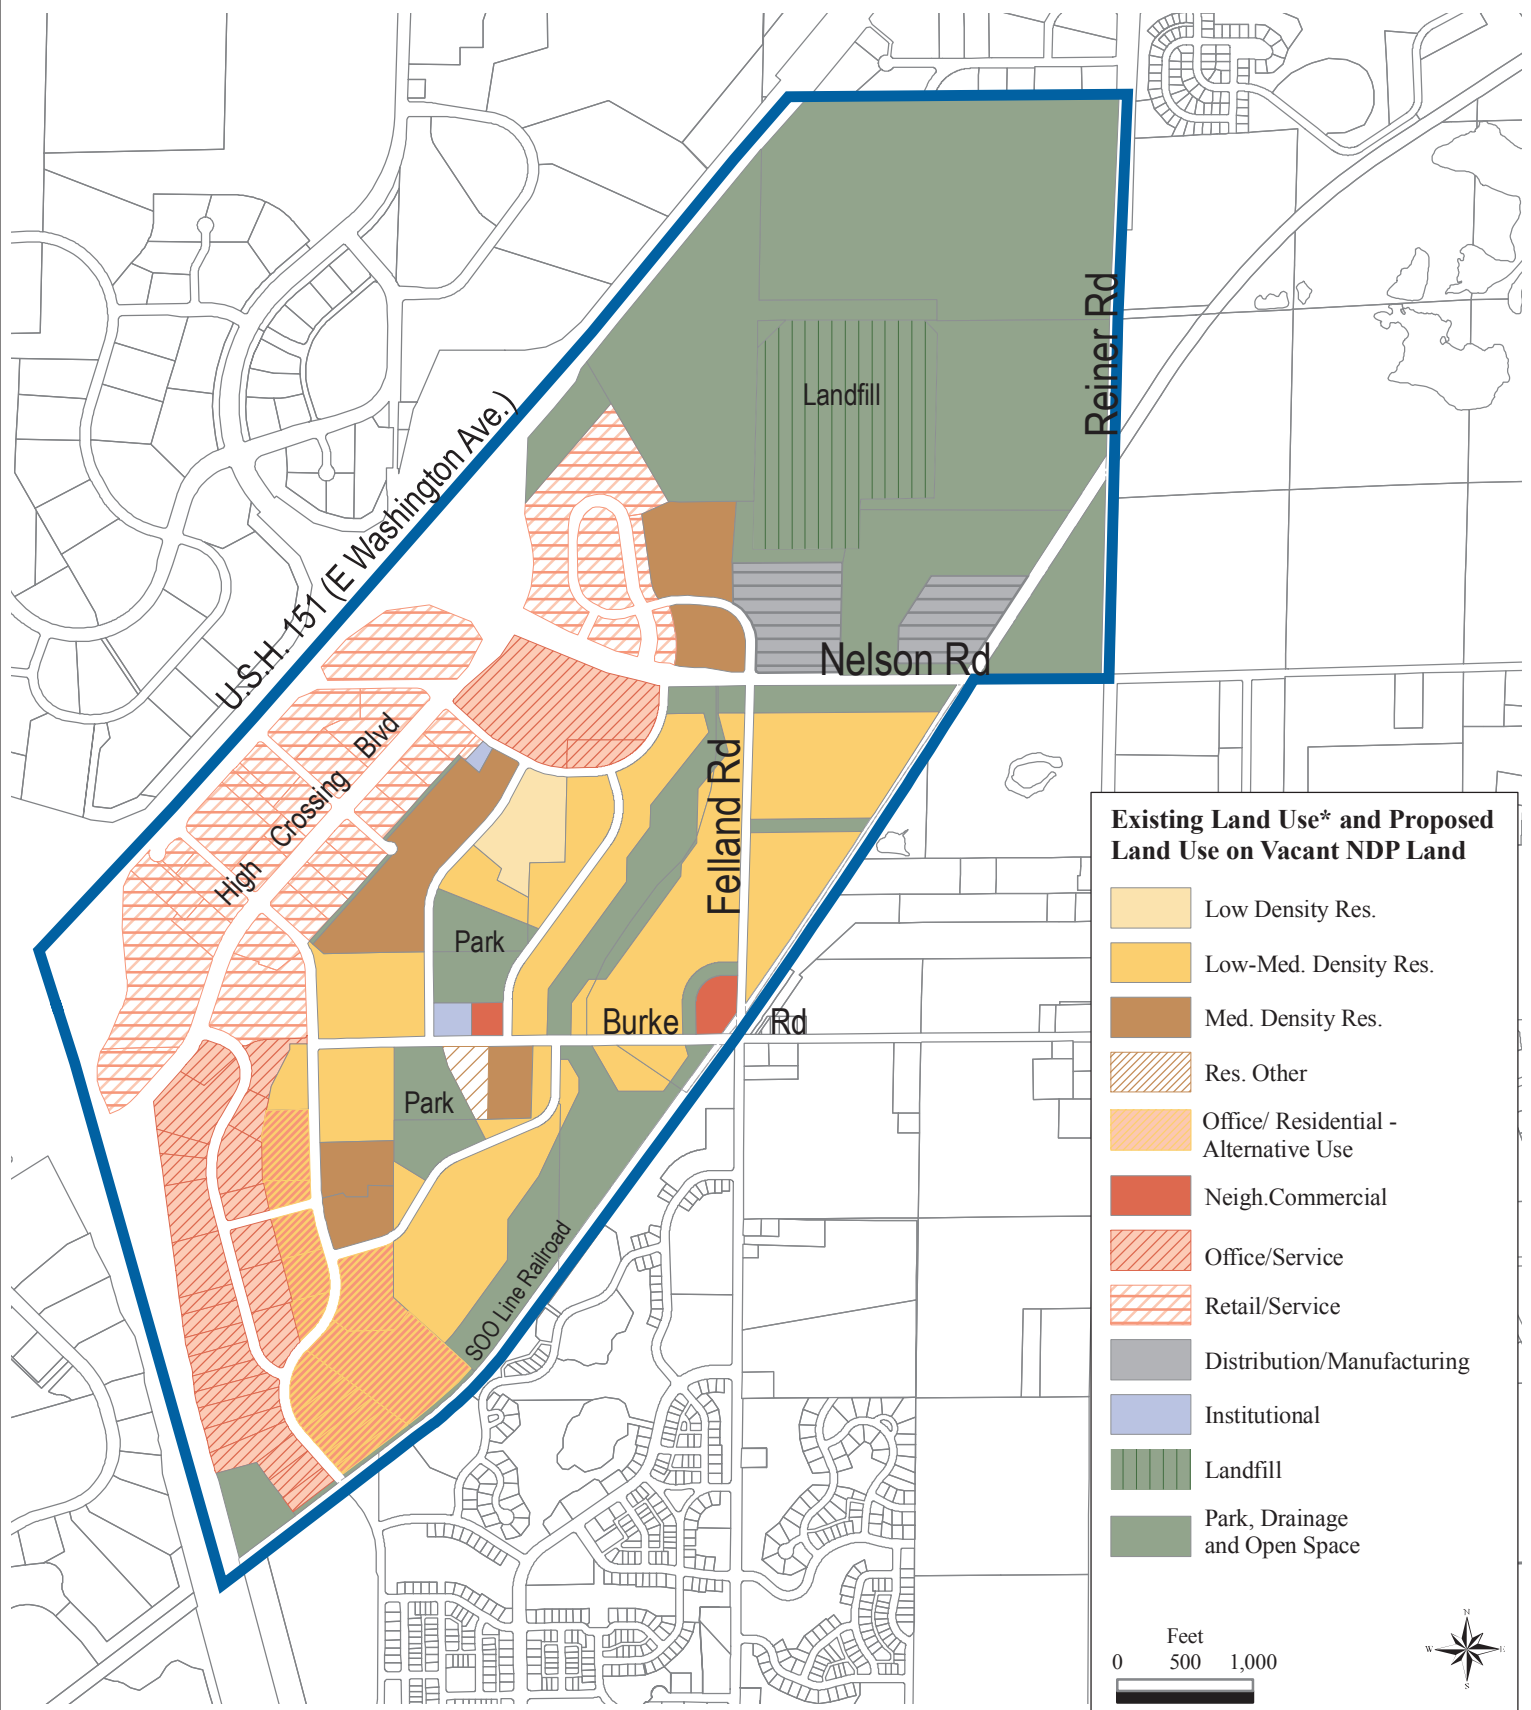 Landfill
Reiner Rd
U.S.H. 151 (E Washington Ave.)
Nelson Rd
High Crossing Blvd
Felland Rd
Park
Burke Rd
Park
SOO Line Railroad
Existing Land Use* and Proposed
Land Use on Vacant NDP Land
Low Density Res.
Low-Med. Density Res.
Med. Density Res.
Res. Other
Office/ Residential -
Alternative Use
Neigh.Commercial
Office/Service
Retail/Service
Distribution/Manufacturing
Institutional
Landfill
Park, Drainage
and Open Space
Feet
0 500 1,000
N
W E
S